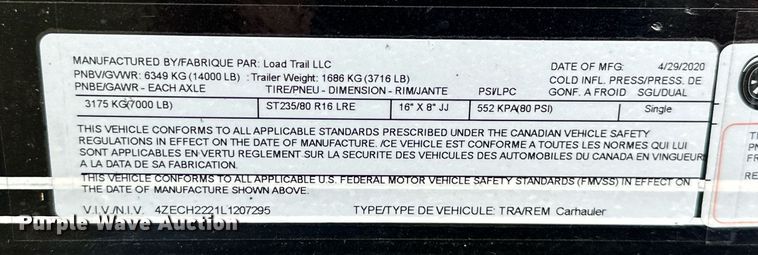 MANUFACTURED BY/FABRIQUE PAR: Load Trail LLC DATE OF MFG: 4/29/2020
PNBV/GVWR: 6349 KG (14000 LB) : Trailer Weight: 1686 KG (3716 LB) COLD INFL. PRESS/PRESS. DE
PNBE/GAWR - EACH AXLE TIRE/PNEU - DIMENSION - RIM/JANTE PSI/LPC GONF. A FROID SGL/DUAL
3175 KG(7000 LB) ST235/80 R16 LRE 16" X 8" JJ 552 KPA(80 PSI) Single
THIS VEHICLE CONFORMS TO ALL APPLICABLE STANDARDS PRESCRIBED UNDER THE CANADIAN VEHICLE SAFETY
REGULATIONS IN EFFECT ON THE DATE OF MANUFACTURE. /CE VEHICLE EST CONFORME A TOUTES LES NORMES QUI LUI
SONT APPLICABLES EN VERTU REGLEMENT SUR LA SECURITE DES VEHICULES DES AUTOMOBILES DU CANADA EN VINGUEUR
A LA DATA DE SA FABRICATION.
THIS VEHICLE CONFORMS TO ALL APPLICABLE U.S. FEDERAL MOTOR VEHICLE SAFETY STANDARDS (FMVSS) IN EFFECT ON
THE DATE OF MANUFACTURE SHOWN ABOVE.
V.I.V./N.I.V. 4ZECH2221L1207295 TYPE/TYPE DE VEHICULE: TRA/REM Carhauler
Purple Wave Auction